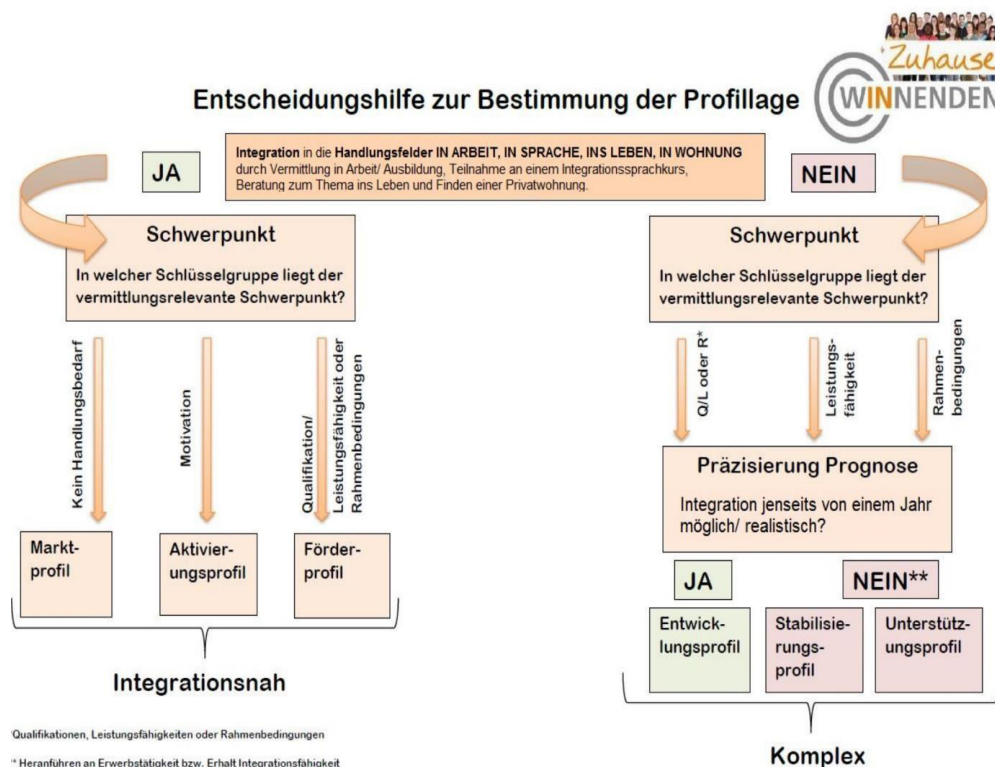 'Zuhause
WINNENDEN
Entscheidungshilfe zur Bestimmung der Profillage
JA
Integration in die Handlungsfelder IN ARBEIT, IN SPRACHE, INS LEBEN, IN WOHNUNG
durch Vermittlung in Arbeit/ Ausbildung, Teilnahme an einem Integrationssprachkurs,
Beratung zum Thema ins Leben und Finden einer Privatwohnung.
NEIN
Schwerpunkt
In welcher Schlüsselgruppe liegt der
vermittlungsrelevante Schwerpunkt?
Schwerpunkt
In welcher Schlüsselgruppe liegt der
vermittlungsrelevante Schwerpunkt?
Kein Handlungsbedarf
Motivation
Qualifikation/
Leistungsfähigkeit oder
Rahmenbedingungen
Q/L oder R*
Leistungs-
fähigkeit
Rahmen-
bedingungen
Präzisierung Prognose
Integration jenseits von einem Jahr
möglich/ realistisch?
Markt-
profil
Aktivier-
ungsprofil
Förder-
profil
JA
NEIN**
Entwick-
lungsprofil
Stabilisie-
rungs-
profil
Unterstütz-
ungsprofil
Integrationsnah
Komplex
*Qualifikationen, Leistungsfähigkeiten oder Rahmenbedingungen
** Heranführen an Erwerbstätigkeit bzw. Erhalt Integrationsfähigkeit